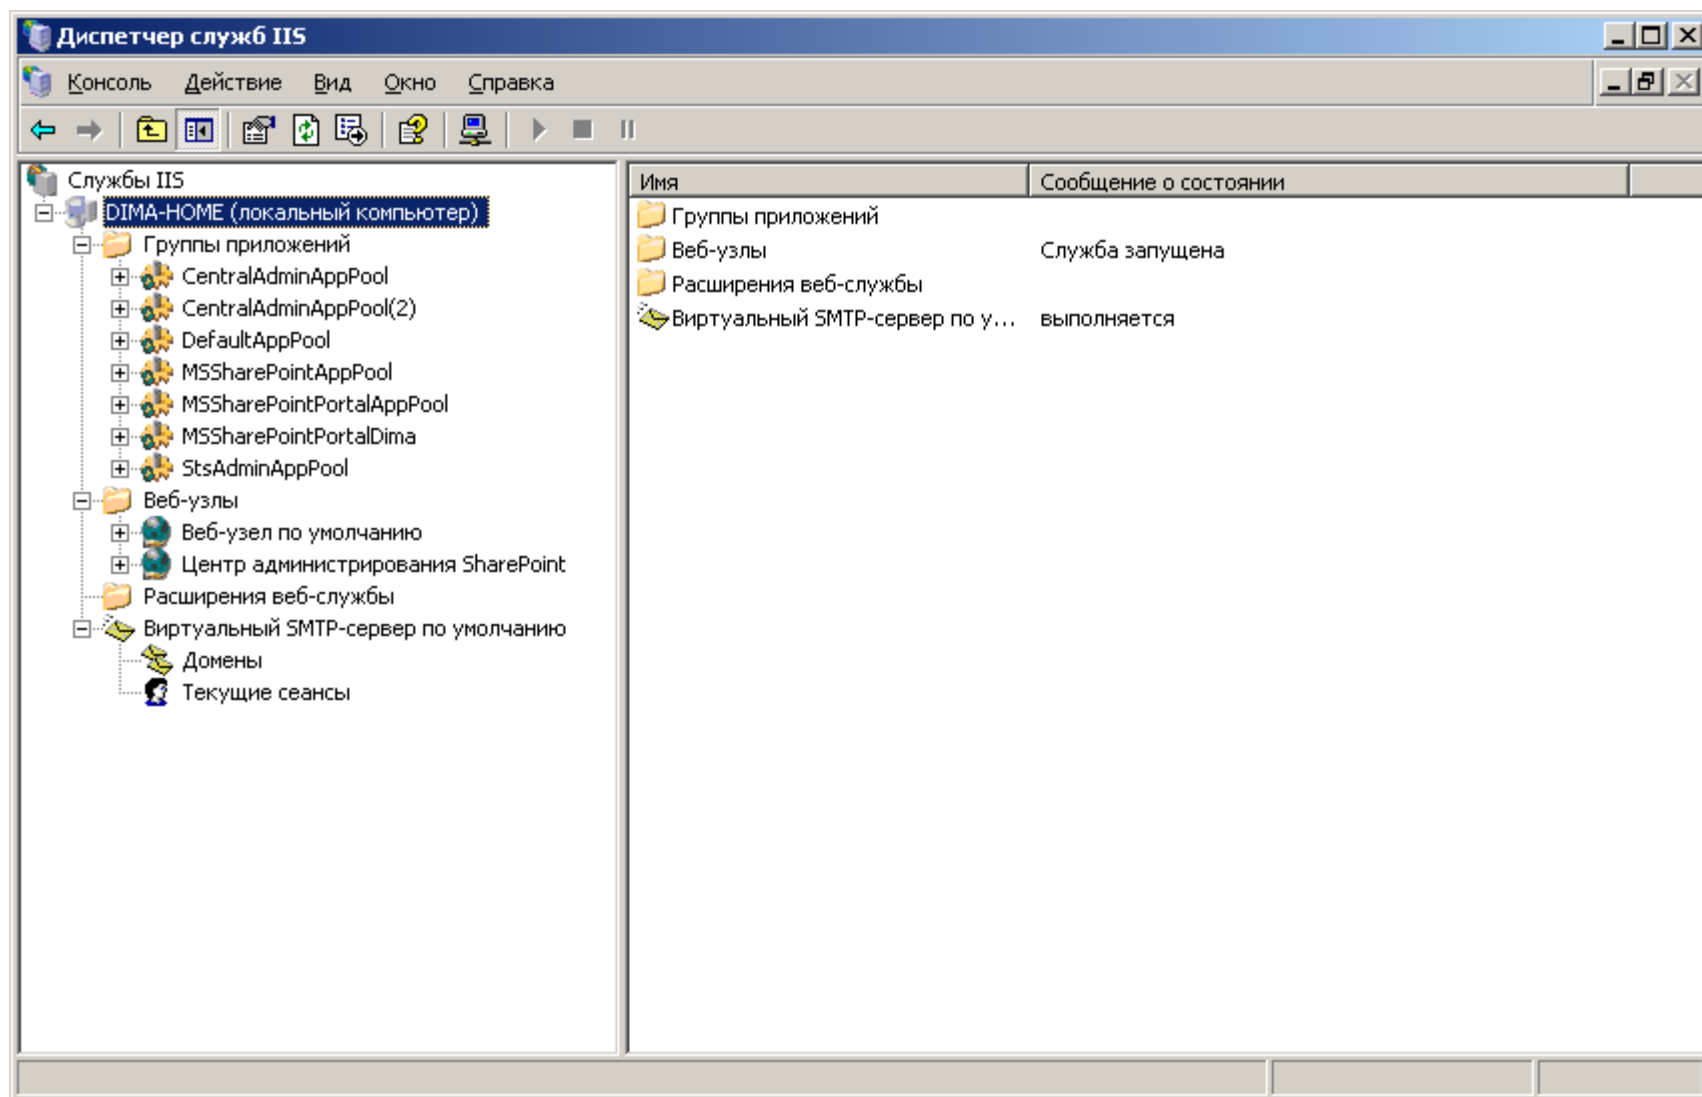 Диспетчер служб IIS
Консоль Действие Вид Окно Справка
Службы IIS
DIMA-HOME (локальный компьютер)
Группы приложений
CentralAdminAppPool
CentralAdminAppPool(2)
DefaultAppPool
MSSharePointAppPool
MSSharePointPortalAppPool
MSSharePointPortalDima
StsAdminAppPool
Веб-узлы
Веб-узел по умолчанию
Центр администрирования SharePoint
Расширения веб-службы
Виртуальный SMTP-сервер по умолчанию
Домены
Текущие сеансы
Имя Сообщение о состоянии
Группы приложений
Веб-узлы Служба запущена
Расширения веб-службы
Виртуальный SMTP-сервер по у... выполняется